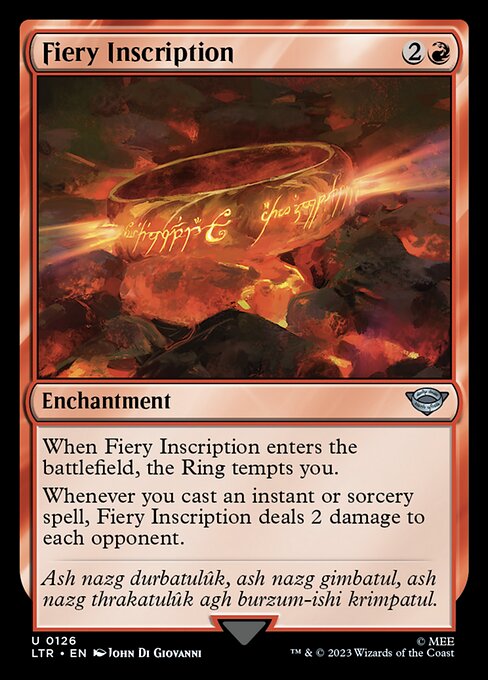 Fiery Inscription 2
Enchantment
When Fiery Inscription enters the
battlefield, the Ring tempts you.
Whenever you cast an instant or sorcery
spell, Fiery Inscription deals 2 damage to
each opponent.
Ash nazg durbatulûk, ash nazg gimbatul, ash
nazg thrakatulûk agh burzum-ishi krimpatul.
U 0126
LTR • EN John Di Giovanni
© MEE
™ & © 2023 Wizards of the Coast